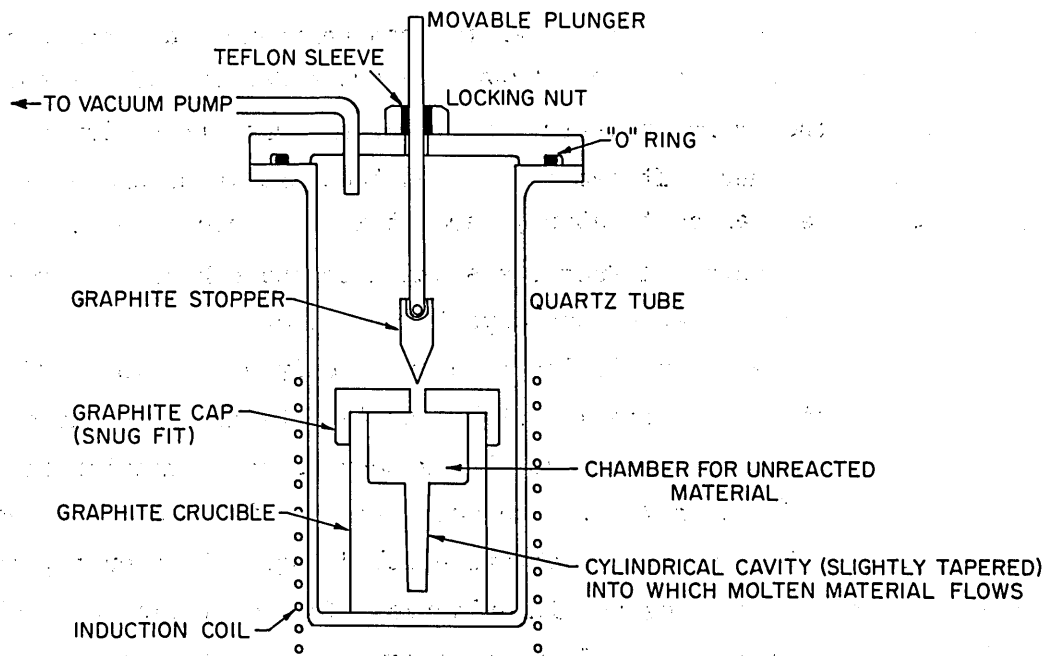 MOVABLE PLUNGER
TEFLON SLEEVE
TO VACUUM PUMP
LOCKING NUT
"O" RING
GRAPHITE STOPPER
QUARTZ TUBE
GRAPHITE CAP
(SNUG FIT)
CHAMBER FOR UNREACTED
MATERIAL
GRAPHITE CRUCIBLE
CYLINDRICAL CAVITY (SLIGHTLY TAPERED)
INTO WHICH MOLTEN MATERIAL FLOWS
INDUCTION COIL